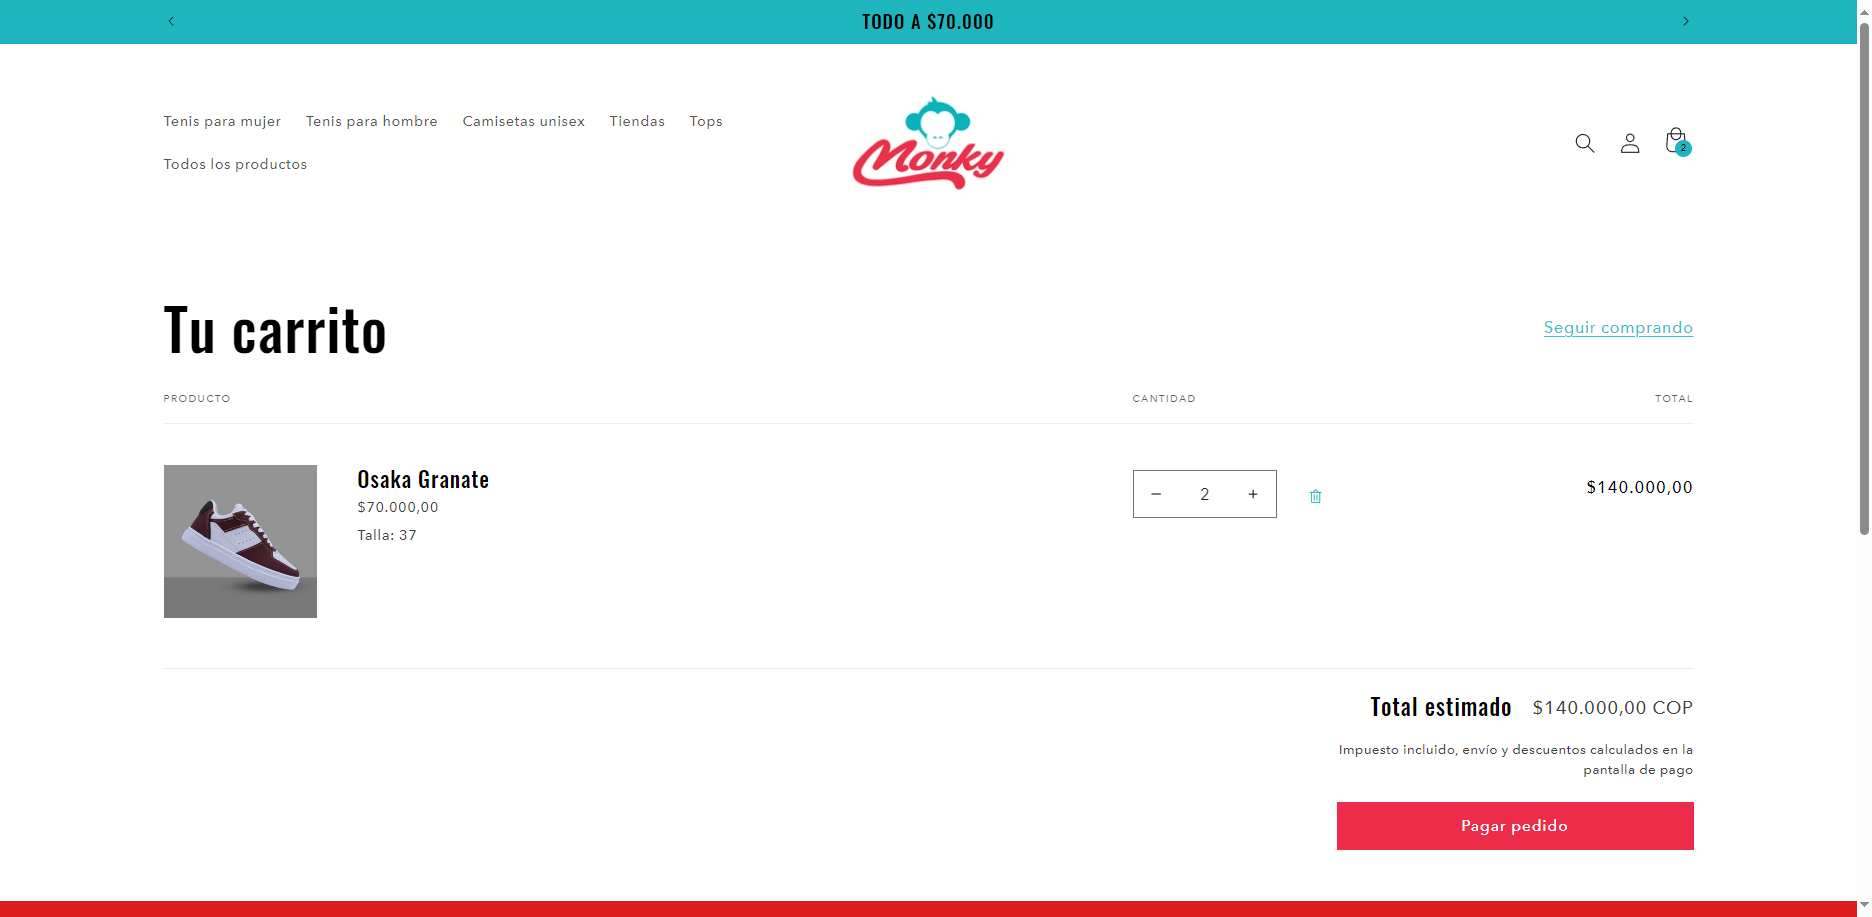 TODO A $70.000
Tenis para mujer
Tenis para hombre
Camisetas unisex
Tiendas
Tops
Todos los productos
Monky
2
Tu carrito
Seguir comprando
PRODUCTO
CANTIDAD
TOTAL
Osaka Granate
$70.000,00
Talla: 37
2
$140.000,00
Total estimado $140.000,00 COP
Impuesto incluido, envío y descuentos calculados en la
pantalla de pago
Pagar pedido